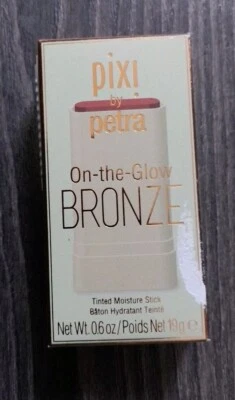 pixi
by
petra
On-the-Glow
BRONZE
Tinted Moisture Stick
Bâton Hydratant Teinté
Net Wt. 0.6 oz/Poids Net 19g